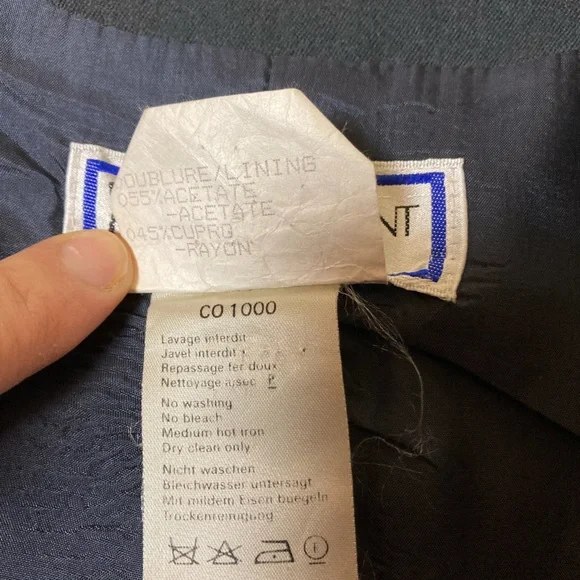 DOUBLURE/LINING
055%ACETATE
-ACETATE
045%CUPRO
-RAYON
NT
CO 1000
Lavage interdit
Javel interdit
Repassage fer doux
Nettoyage a sec P
No washing
No bleach
Medium hot iron
Dry clean only
Nicht waschen
Bleichwasser untersagt
Mit mildem Eisen buegeln
Trockenreinigung